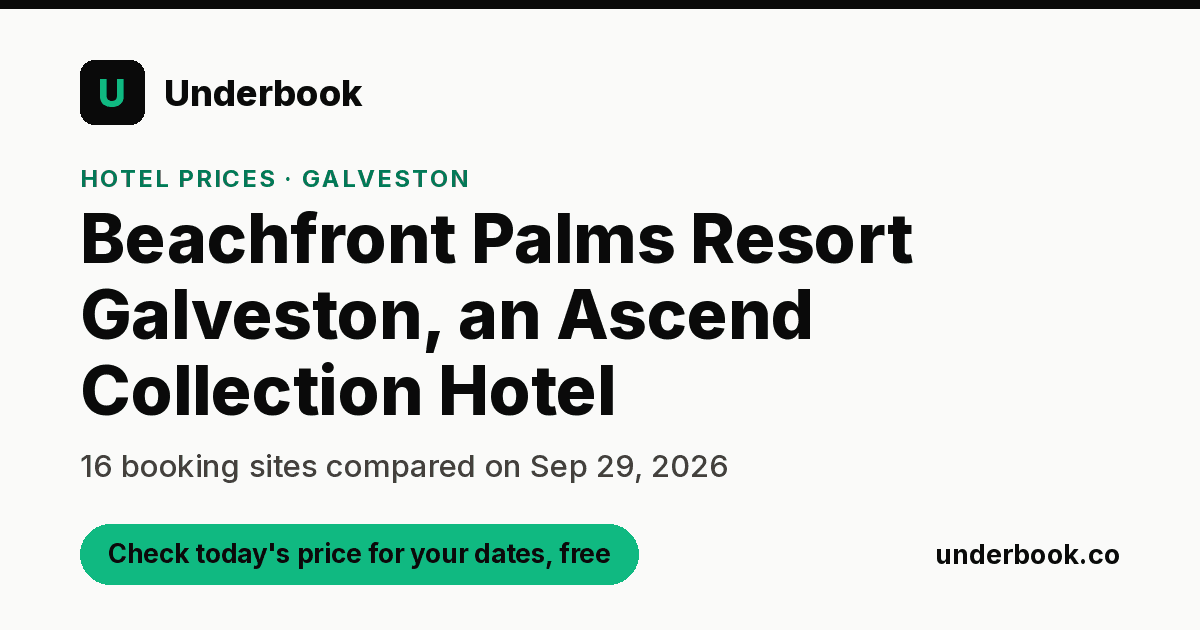 U Underbook
HOTEL PRICES · GALVESTON
Beachfront Palms Resort
Galveston, an Ascend
Collection Hotel
16 booking sites compared on Sep 29, 2026
Check today's price for your dates, free
underbook.co